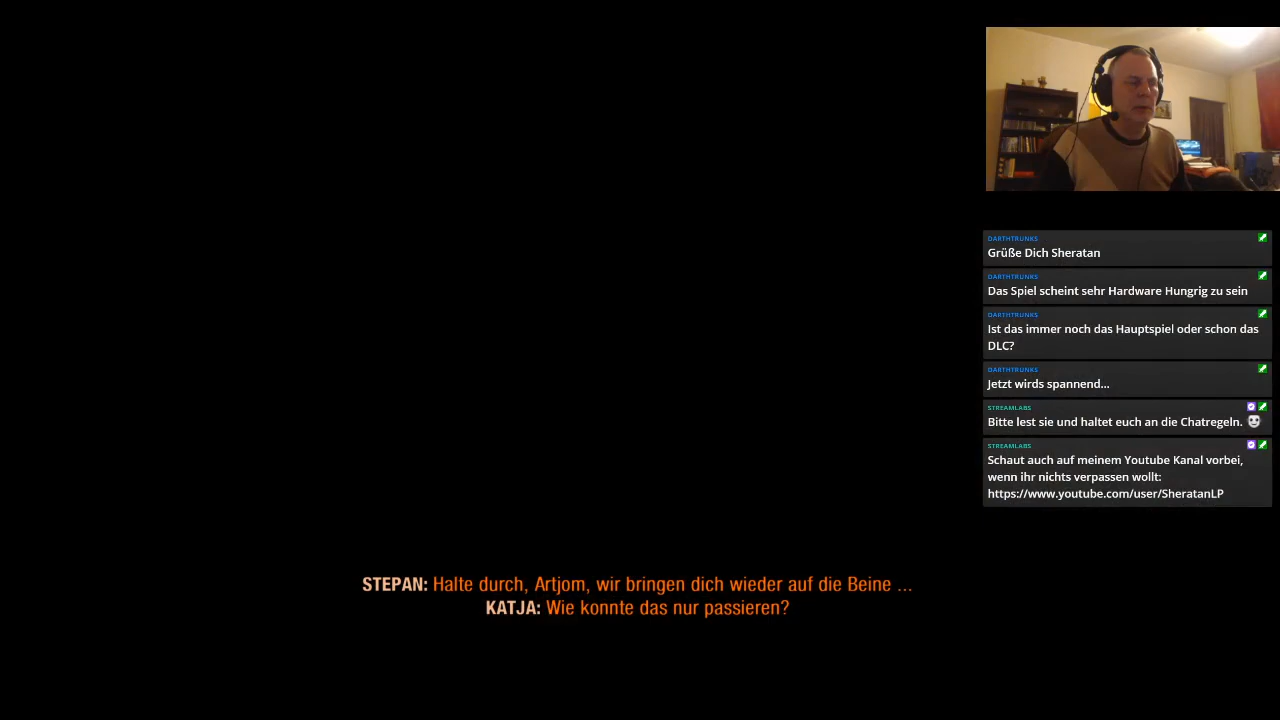 DARTHTRUNKS
Grüße Dich Sheratan
DARTHTRUNKS
Das Spiel scheint sehr Hardware Hungrig zu sein
DARTHTRUNKS
Ist das immer noch das Hauptspiel oder schon das
DLC?
DARTHTRUNKS
Jetzt wirds spannend...
STREAMLABS
Bitte lest sie und haltet euch an die Chatregeln.
STREAMLABS
Schaut auch auf meinem Youtube Kanal vorbei,
wenn ihr nichts verpassen wollt:
https://www.youtube.com/user/SheratanLP
STEPAN: Halte durch, Artjom, wir bringen dich wieder auf die Beine ...
KATJA: Wie konnte das nur passieren?